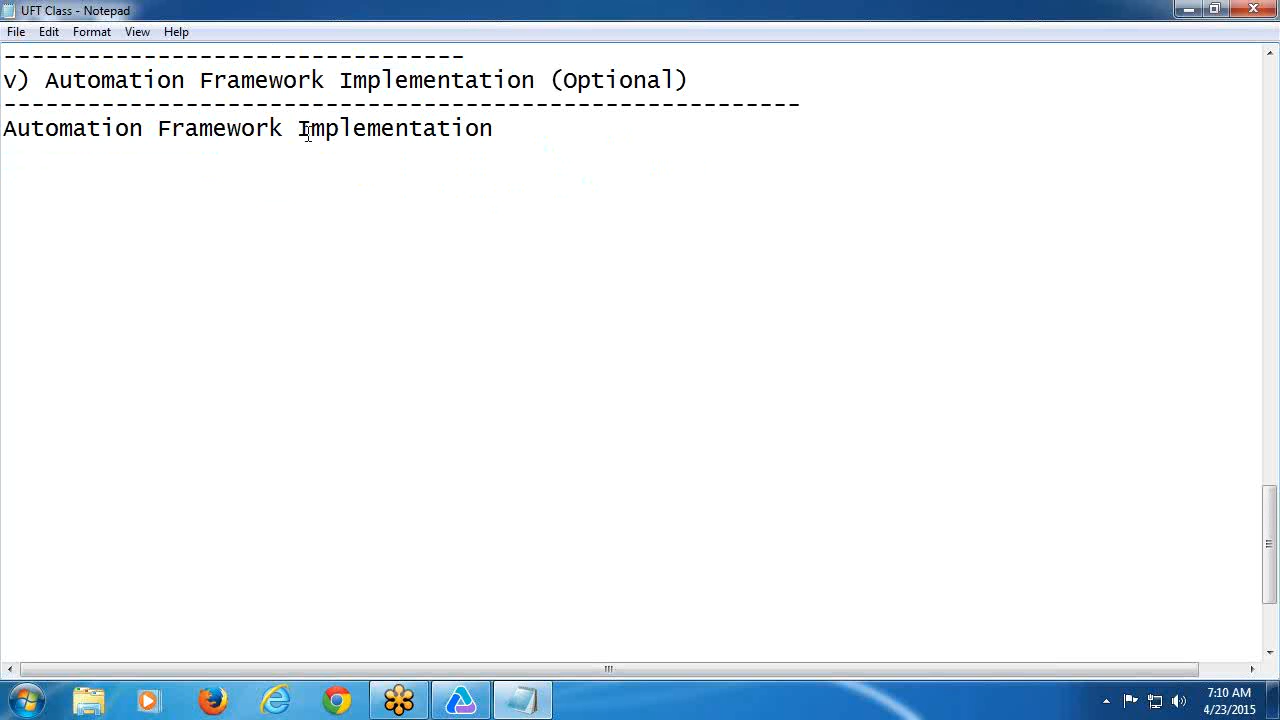 UFT Class - Notepad
File Edit Format View Help
----------------------------------
v) Automation Framework Implementation (Optional)
---------------------------------------------------------
Automation Framework Implementation
7:10 AM
4/23/2015